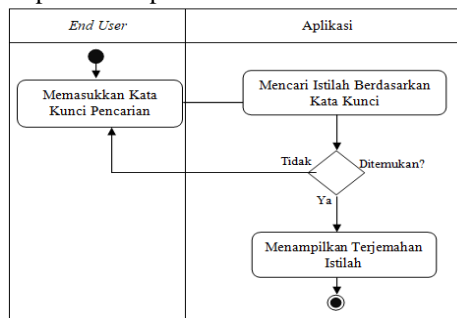 End User
Aplikasi
Memasukkan Kata
Kunci Pencarian
Mencari Istilah Berdasarkan
Kata Kunci
Tidak
Ditemukan?
Ya
Menampilkan Terjemahan
Istilah